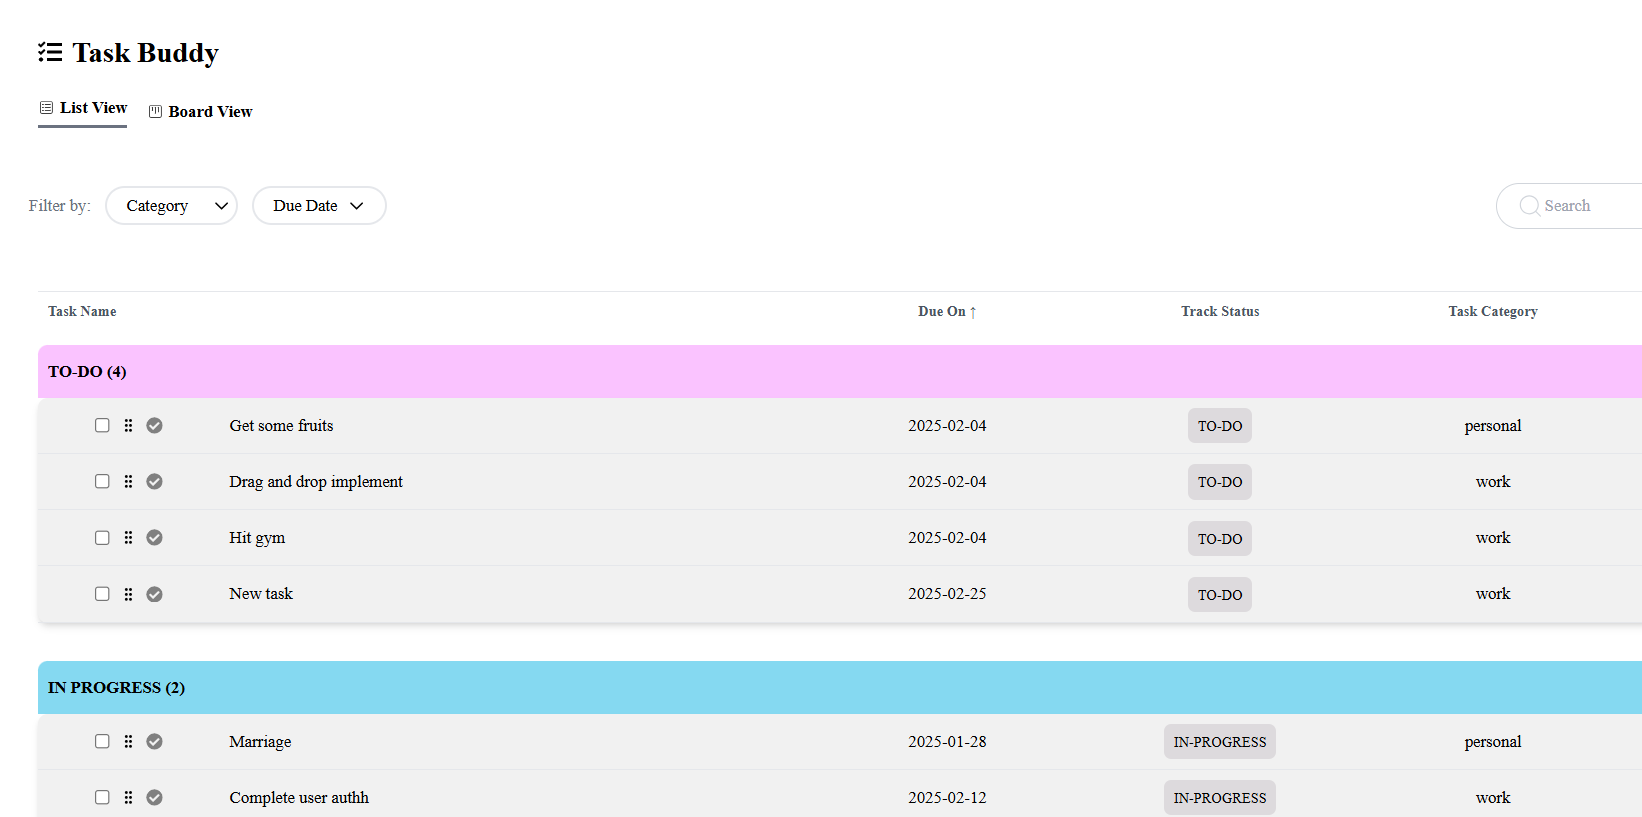 Task Buddy
List View Board View
Filter by: Category Due Date Search
Task Name Due On ↑ Track Status Task Category
TO-DO (4)
Get some fruits 2025-02-04 TO-DO personal
Drag and drop implement 2025-02-04 TO-DO work
Hit gym 2025-02-04 TO-DO work
New task 2025-02-25 TO-DO work
IN PROGRESS (2)
Marriage 2025-01-28 IN-PROGRESS personal
Complete user authh 2025-02-12 IN-PROGRESS work